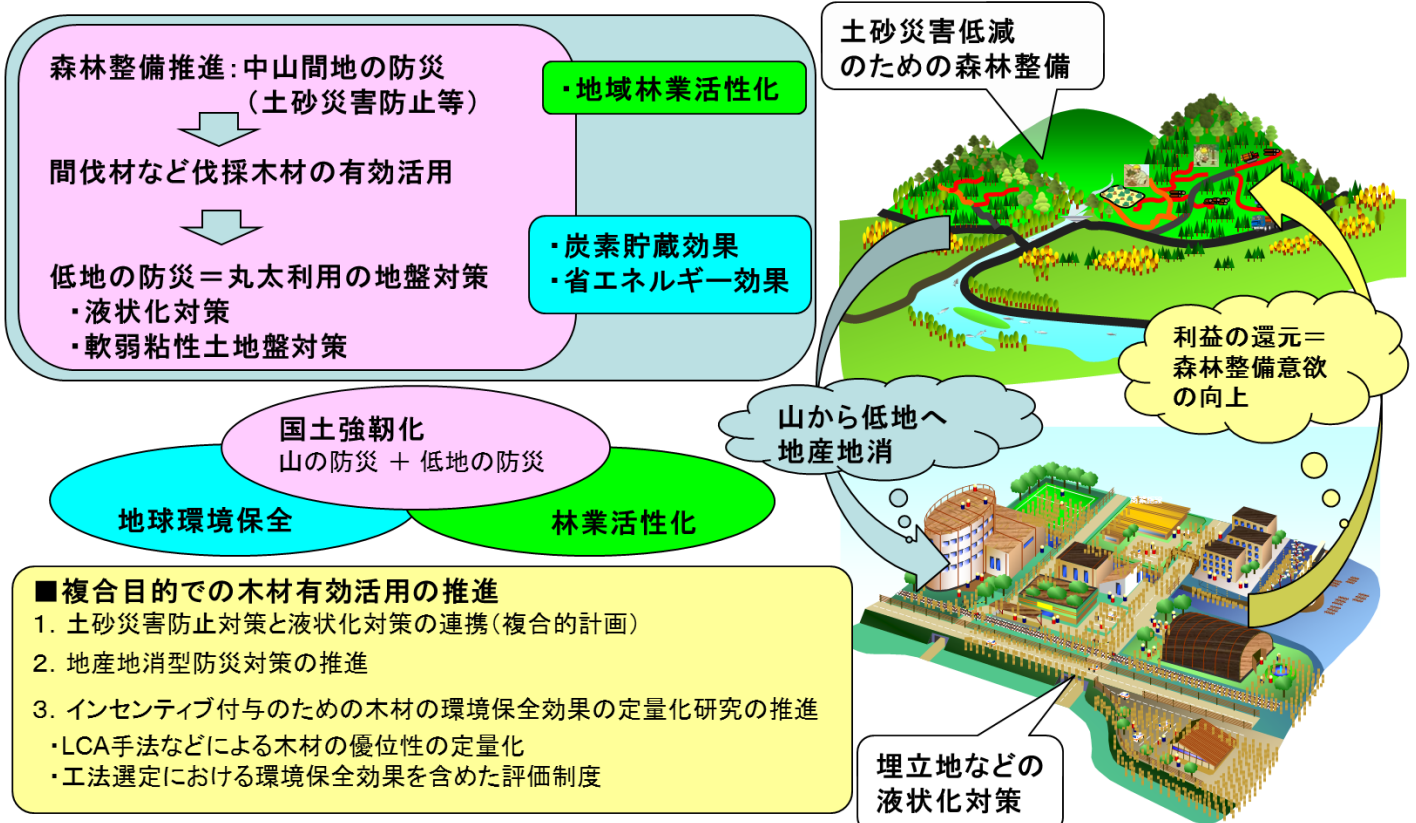 森林整備推進：中山間地の防災
（土砂災害防止等）
・地域林業活性化
間伐材など伐採木材の有効活用
・炭素貯蔵効果
・省エネルギー効果
低地の防災＝丸太利用の地盤対策
・液状化対策
・軟弱粘性土地盤対策
国土強靭化
山の防災 ＋ 低地の防災
地球環境保全
林業活性化
■複合目的での木材有効活用の推進
1．土砂災害防止対策と液状化対策の連携（複合的計画）
2．地産地消型防災対策の推進
3．インセンティブ付与のための木材の環境保全効果の定量化研究の推進
・LCA手法などによる木材の優位性の定量化
・工法選定における環境保全効果を含めた評価制度
土砂災害低減
のための森林整備
利益の還元＝
森林整備意欲
の向上
山から低地へ
地産地消
埋立地などの
液状化対策